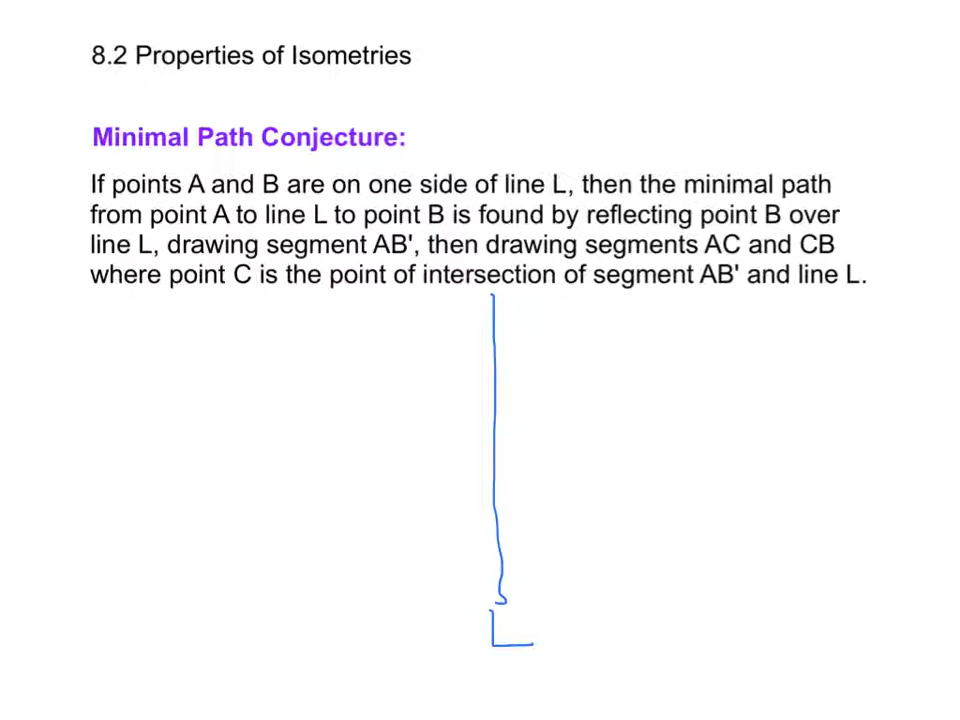 8.2 Properties of Isometries
Minimal Path Conjecture:
If points A and B are on one side of line L, then the minimal path
from point A to line L to point B is found by reflecting point B over
line L, drawing segment AB', then drawing segments AC and CB
where point C is the point of intersection of segment AB' and line L.
L